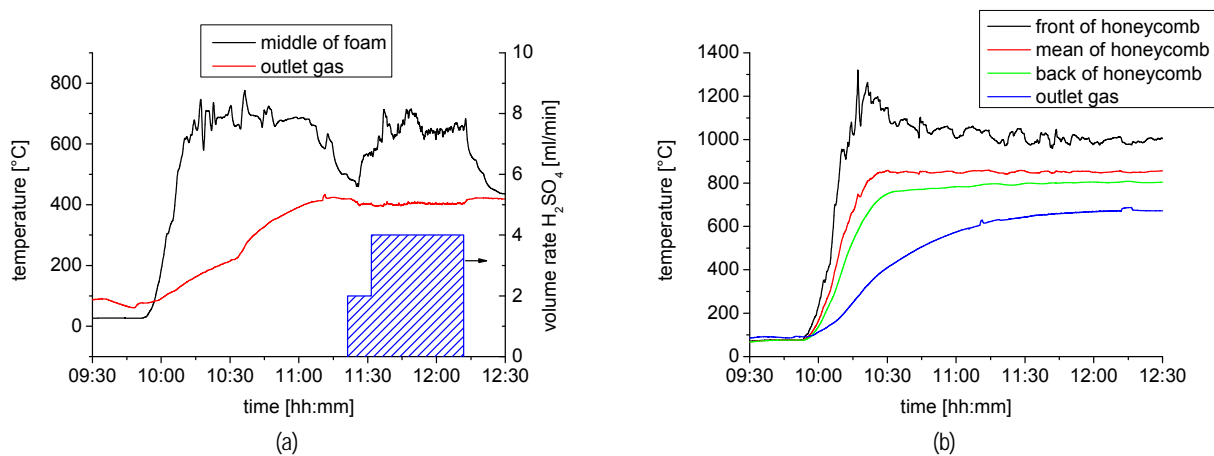 middle of foam
outlet gas
800
600
400
200
0
temperature [°C]
10
8
6
4
2
0
volume rate H₂SO₄ [ml/min]
09:30 10:00 10:30 11:00 11:30 12:00 12:30
time [hh:mm]
(a)
front of honeycomb
mean of honeycomb
back of honeycomb
outlet gas
1400
1200
1000
800
600
400
200
0
temperature [°C]
09:30 10:00 10:30 11:00 11:30 12:00 12:30
time [hh:mm]
(b)